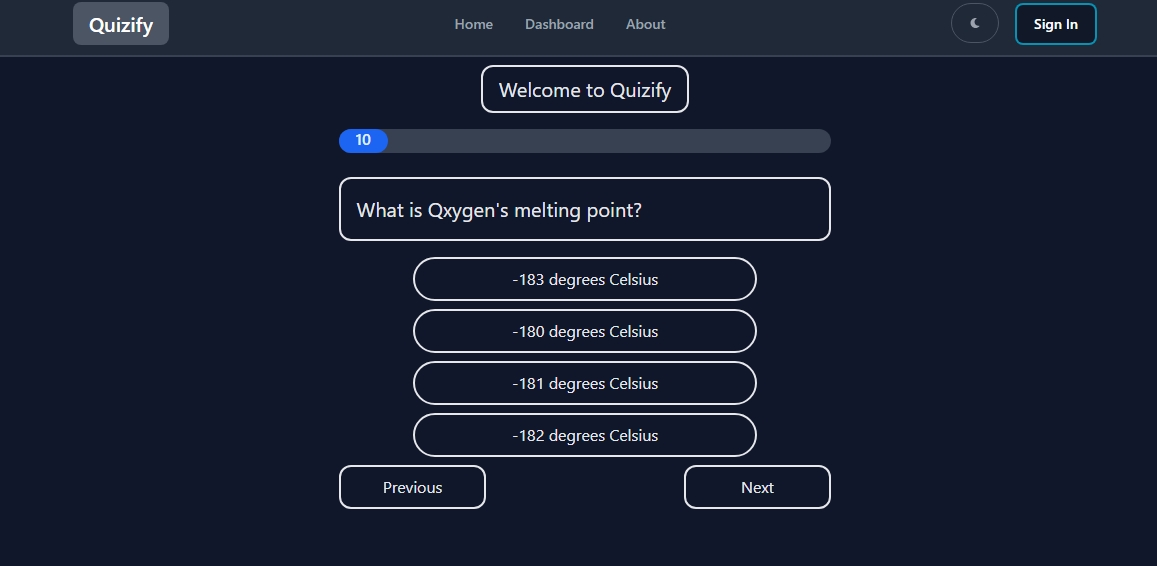 Quizify
Home Dashboard About
Sign In
Welcome to Quizify
10
What is Qxygen's melting point?
-183 degrees Celsius
-180 degrees Celsius
-181 degrees Celsius
-182 degrees Celsius
Previous Next